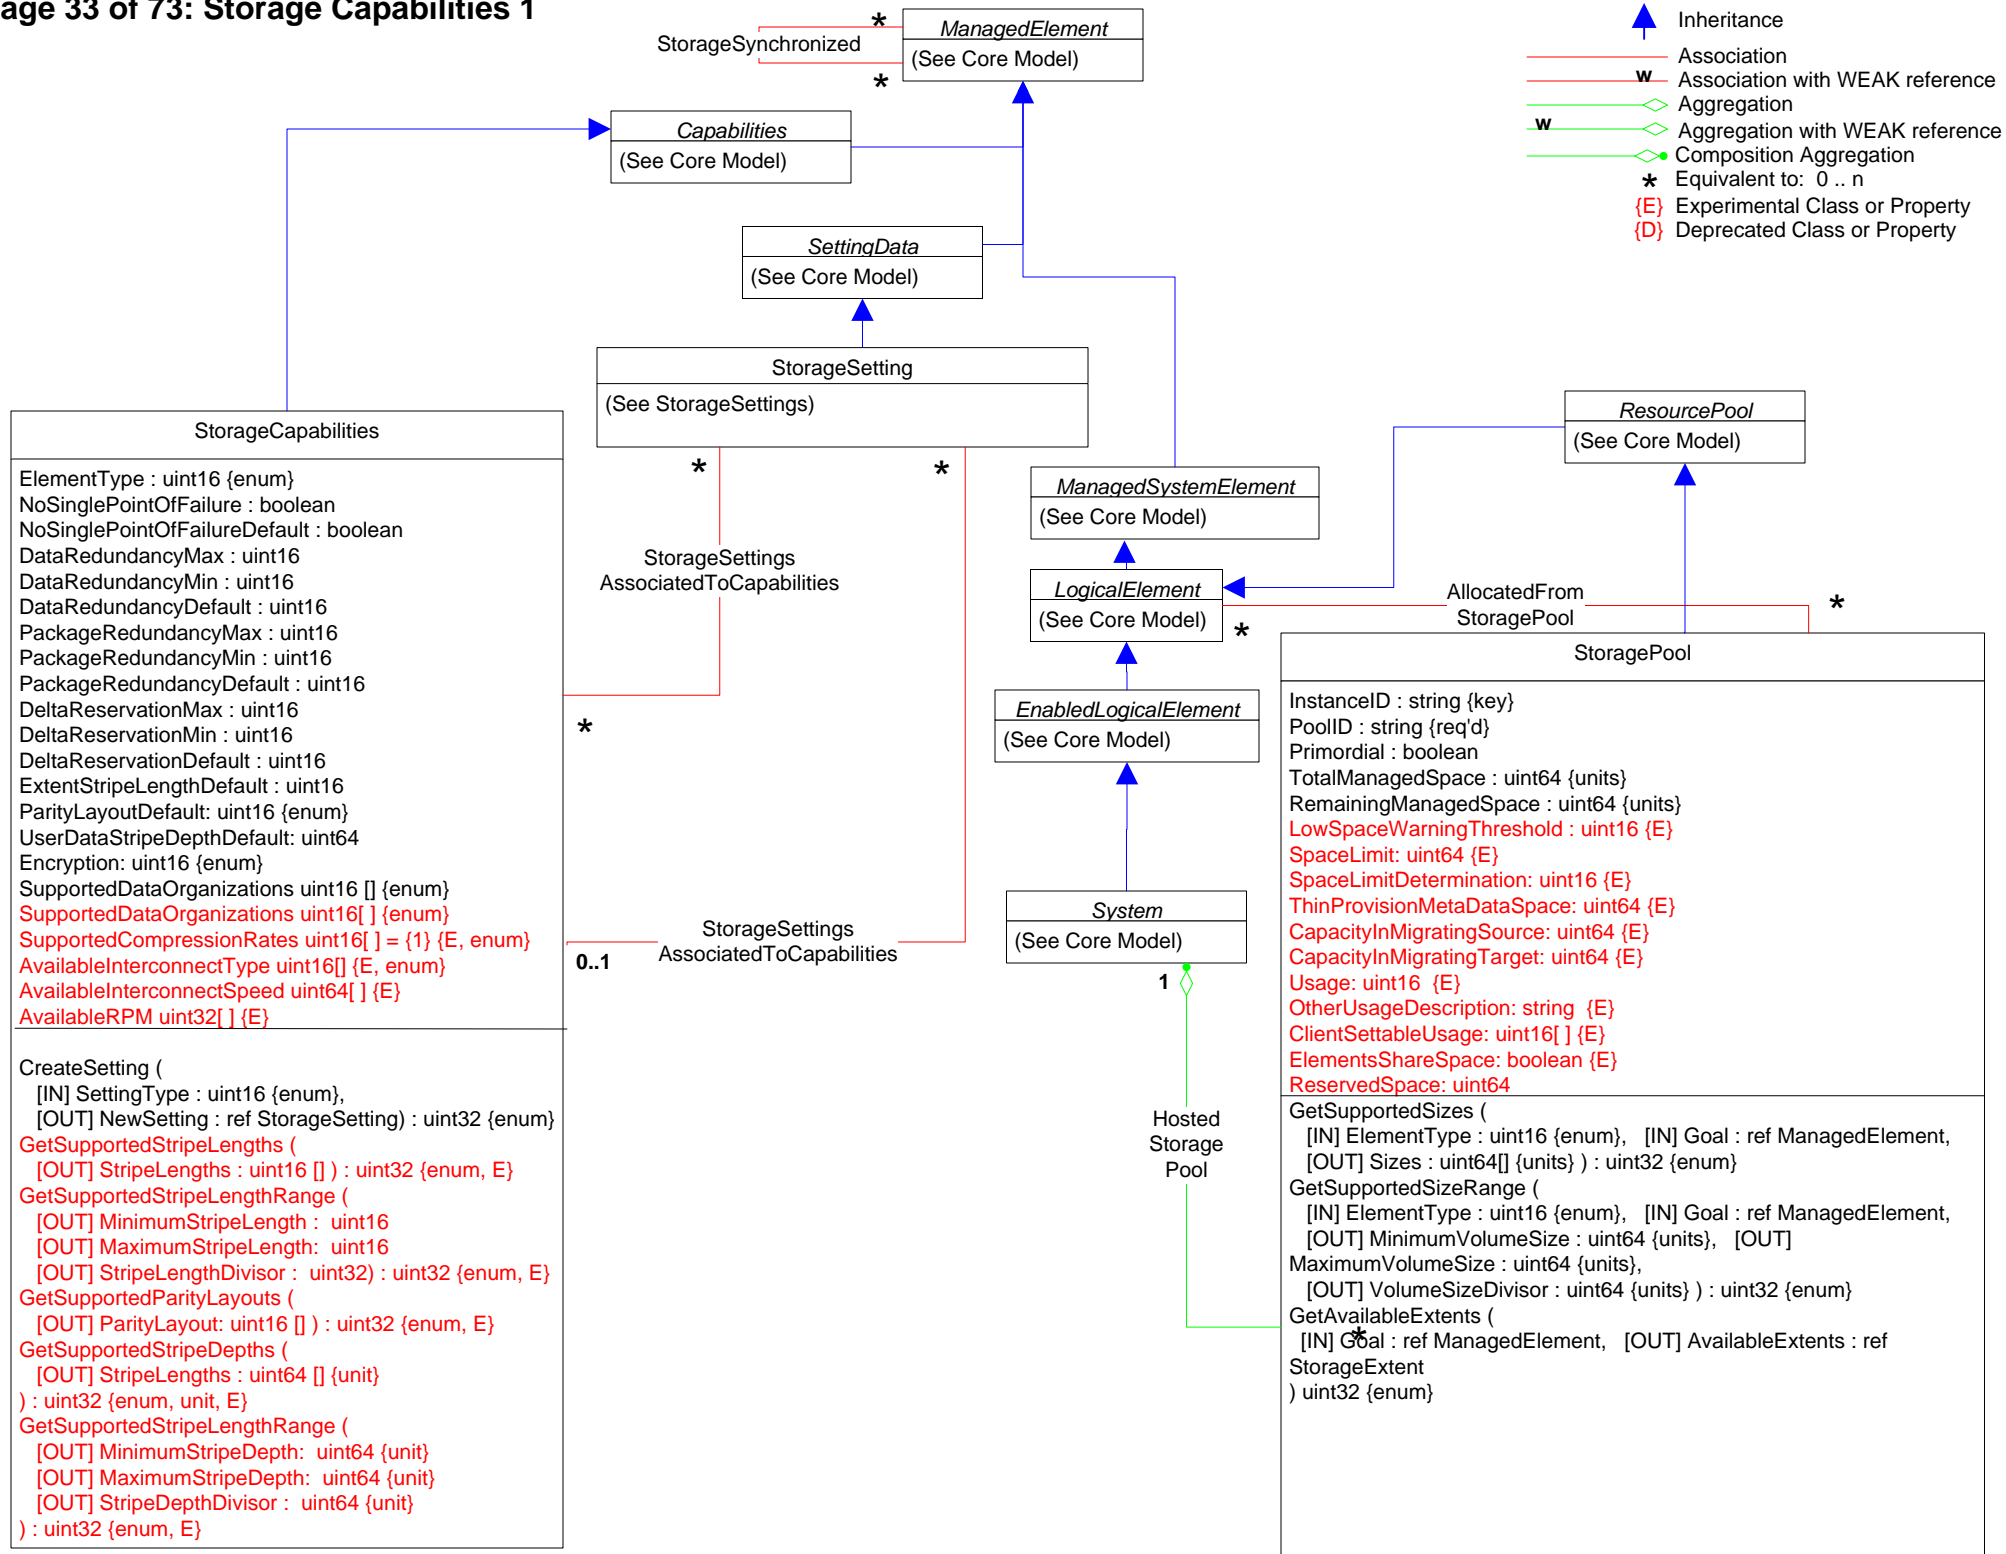 age 33 of 73: Storage Capabilities 1
StorageSynchronized
*
*
ManagedElement
(See Core Model)
Inheritance
Association
w Association with WEAK reference
Aggregation
w Aggregation with WEAK reference
Composition Aggregation
* Equivalent to: 0 .. n
{E} Experimental Class or Property
{D} Deprecated Class or Property
Capabilities
(See Core Model)
SettingData
(See Core Model)
StorageSetting
(See StorageSettings)
*
*
ResourcePool
(See Core Model)
StorageCapabilities
ElementType : uint16 {enum}
NoSinglePointOfFailure : boolean
NoSinglePointOfFailureDefault : boolean
DataRedundancyMax : uint16
DataRedundancyMin : uint16
DataRedundancyDefault : uint16
PackageRedundancyMax : uint16
PackageRedundancyMin : uint16
PackageRedundancyDefault : uint16
DeltaReservationMax : uint16
DeltaReservationMin : uint16
DeltaReservationDefault : uint16
ExtentStripeLengthDefault : uint16
ParityLayoutDefault: uint16 {enum}
UserDataStripeDepthDefault: uint64
Encryption: uint16 {enum}
SupportedDataOrganizations uint16 [] {enum}
SupportedDataOrganizations uint16[ ] {enum}
SupportedCompressionRates uint16[ ] = {1} {E, enum}
AvailableInterconnectType uint16[] {E, enum}
AvailableInterconnectSpeed uint64[ ] {E}
AvailableRPM uint32[ ] {E}
CreateSetting (
[IN] SettingType : uint16 {enum},
[OUT] NewSetting : ref StorageSetting) : uint32 {enum}
GetSupportedStripeLengths (
[OUT] StripeLengths : uint16 [] ) : uint32 {enum, E}
GetSupportedStripeLengthRange (
[OUT] MinimumStripeLength : uint16
[OUT] MaximumStripeLength: uint16
[OUT] StripeLengthDivisor : uint32) : uint32 {enum, E}
GetSupportedParityLayouts (
[OUT] ParityLayout: uint16 [] ) : uint32 {enum, E}
GetSupportedStripeDepths (
[OUT] StripeLengths : uint64 [] {unit}
) : uint32 {enum, unit, E}
GetSupportedStripeLengthRange (
[OUT] MinimumStripeDepth: uint64 {unit}
[OUT] MaximumStripeDepth: uint64 {unit}
[OUT] StripeDepthDivisor : uint64 {unit}
) : uint32 {enum, E}
StorageSettings
AssociatedToCapabilities
*
StorageSettings
AssociatedToCapabilities
0..1
ManagedSystemElement
(See Core Model)
LogicalElement
(See Core Model)
*
AllocatedFrom
StoragePool
*
EnabledLogicalElement
(See Core Model)
System
(See Core Model)
1
Hosted
Storage
Pool
StoragePool
InstanceID : string {key}
PoolID : string {req'd}
Primordial : boolean
TotalManagedSpace : uint64 {units}
RemainingManagedSpace : uint64 {units}
LowSpaceWarningThreshold : uint16 {E}
SpaceLimit: uint64 {E}
SpaceLimitDetermination: uint16 {E}
ThinProvisionMetaDataSpace: uint64 {E}
CapacityInMigratingSource: uint64 {E}
CapacityInMigratingTarget: uint64 {E}
Usage: uint16 {E}
OtherUsageDescription: string {E}
ClientSettableUsage: uint16[ ] {E}
ElementsShareSpace: boolean {E}
ReservedSpace: uint64
GetSupportedSizes (
[IN] ElementType : uint16 {enum}, [IN] Goal : ref ManagedElement,
[OUT] Sizes : uint64[] {units} ) : uint32 {enum}
GetSupportedSizeRange (
[IN] ElementType : uint16 {enum}, [IN] Goal : ref ManagedElement,
[OUT] MinimumVolumeSize : uint64 {units}, [OUT]
MaximumVolumeSize : uint64 {units},
[OUT] VolumeSizeDivisor : uint64 {units} ) : uint32 {enum}
GetAvailableExtents (
*
[IN] Goal : ref ManagedElement, [OUT] AvailableExtents : ref
StorageExtent
) uint32 {enum}